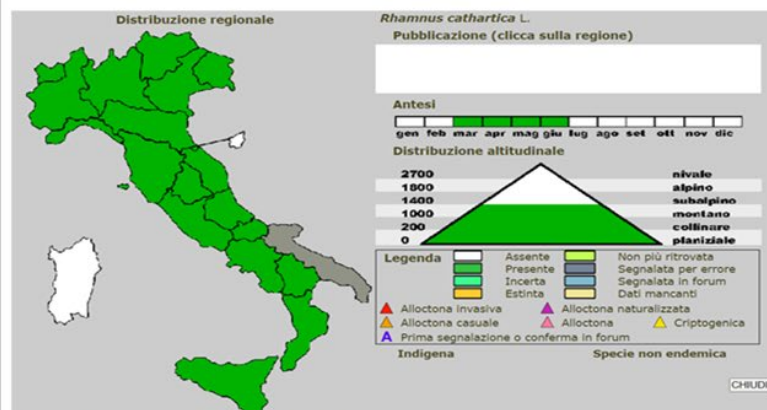 Distribuzione regionale
Rhamnus cathartica L.
Pubblicazione (clicca sulla regione)
Antesi
gen feb mar apr mag giu lug ago set ott nov dic
Distribuzione altitudinale
2700 nivale
1800 alpino
1400 subalpino
1000 montano
200 collinare
0 planiziale
Legenda
Assente Non più ritrovata
Presente Segnalata per errore
Incerta Segnalata in forum
Estinta Dati mancanti
Alloctona invasiva Alloctona naturalizzata
Alloctona casuale Alloctona Criptogenica
A Prima segnalazione o conferma in forum
Indigena Specie non endemica
CHIUDI